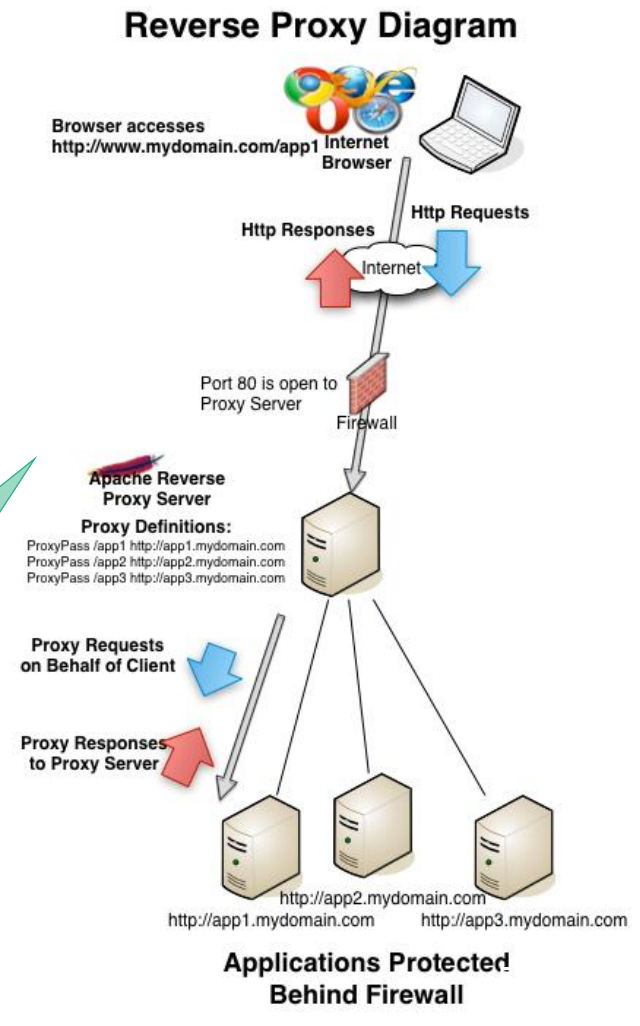 Reverse Proxy Diagram
Browser accesses
http://www.mydomain.com/app1
Internet
Browser
Http Requests
Http Responses
Internet
Port 80 is open to
Proxy Server
Firewall
Apache Reverse
Proxy Server
Proxy Definitions:
ProxyPass /app1 http://app1.mydomain.com
ProxyPass /app2 http://app2.mydomain.com
ProxyPass /app3 http://app3.mydomain.com
Proxy Requests
on Behalf of Client
Proxy Responses
to Proxy Server
http://app2.mydomain.com
http://app1.mydomain.com
http://app3.mydomain.com
Applications Protected
Behind Firewall